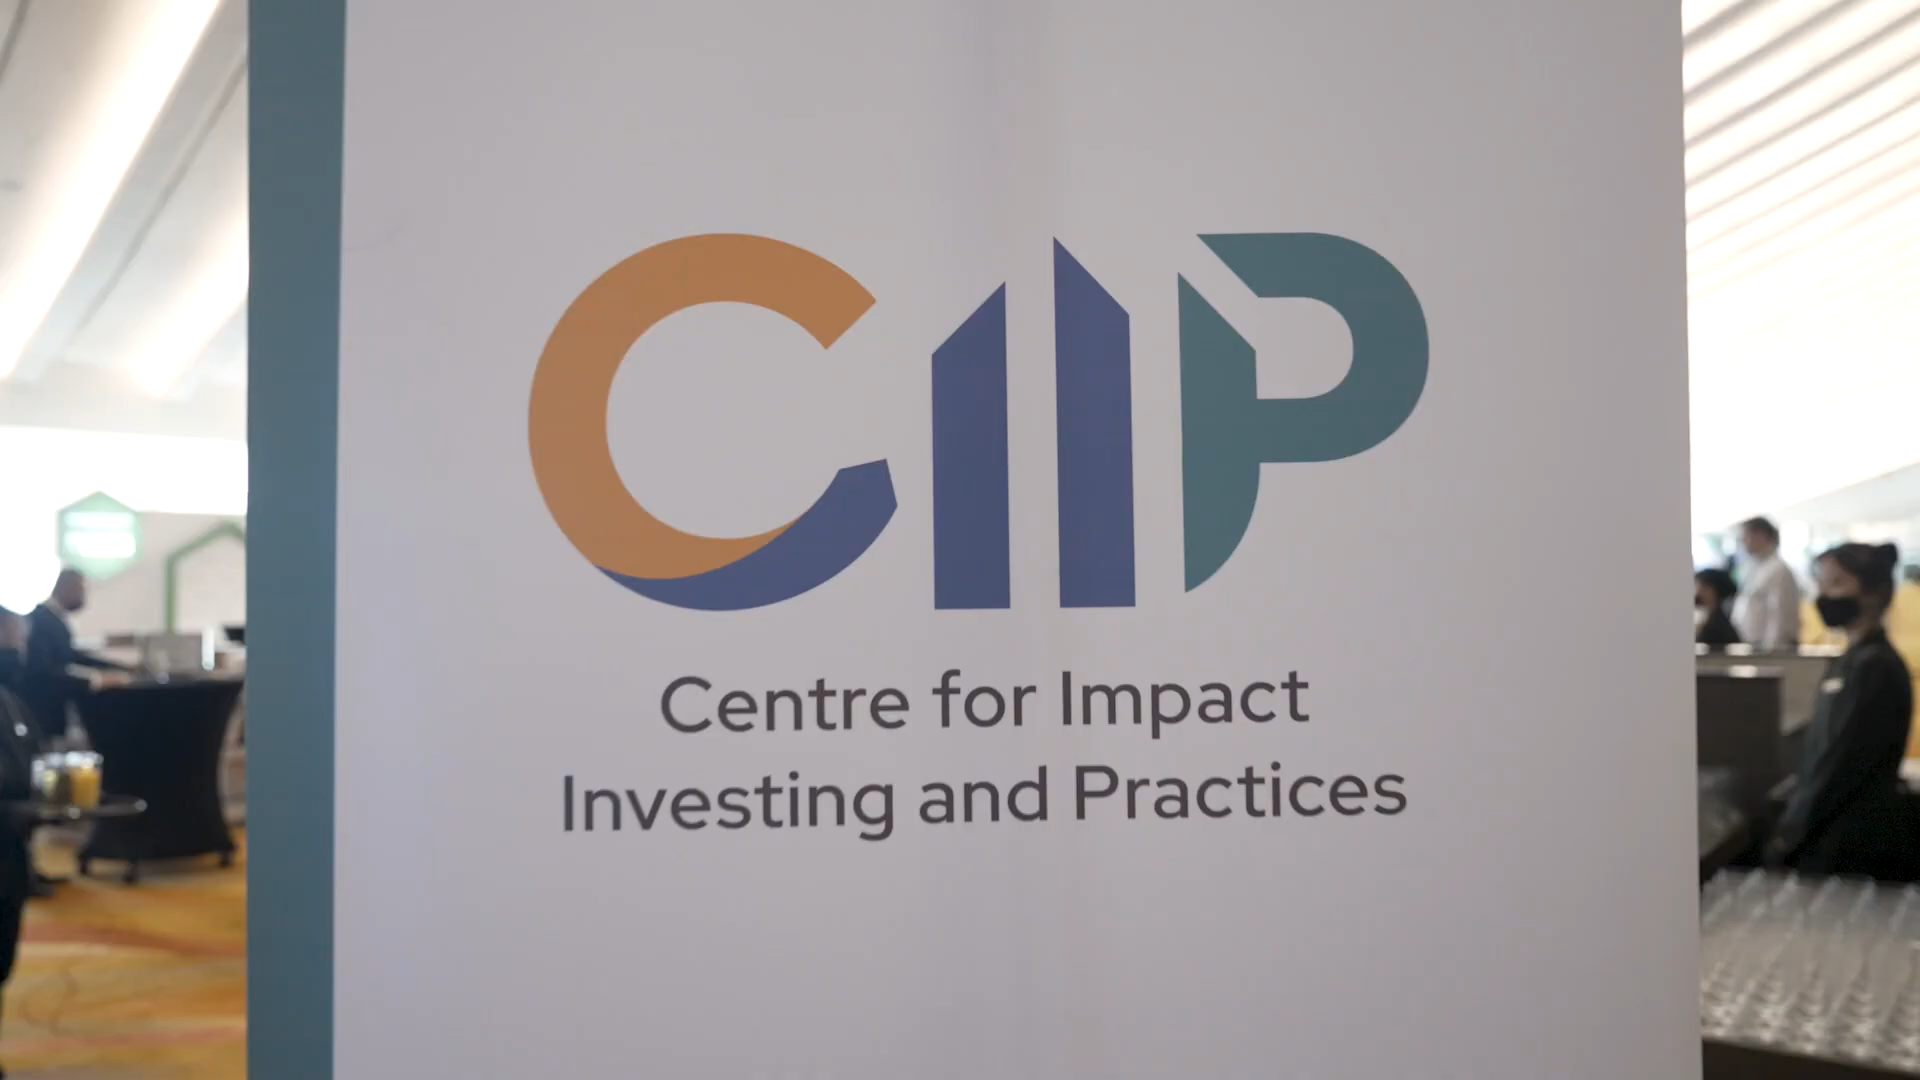 CIIP
Centre for Impact
Investing and Practices